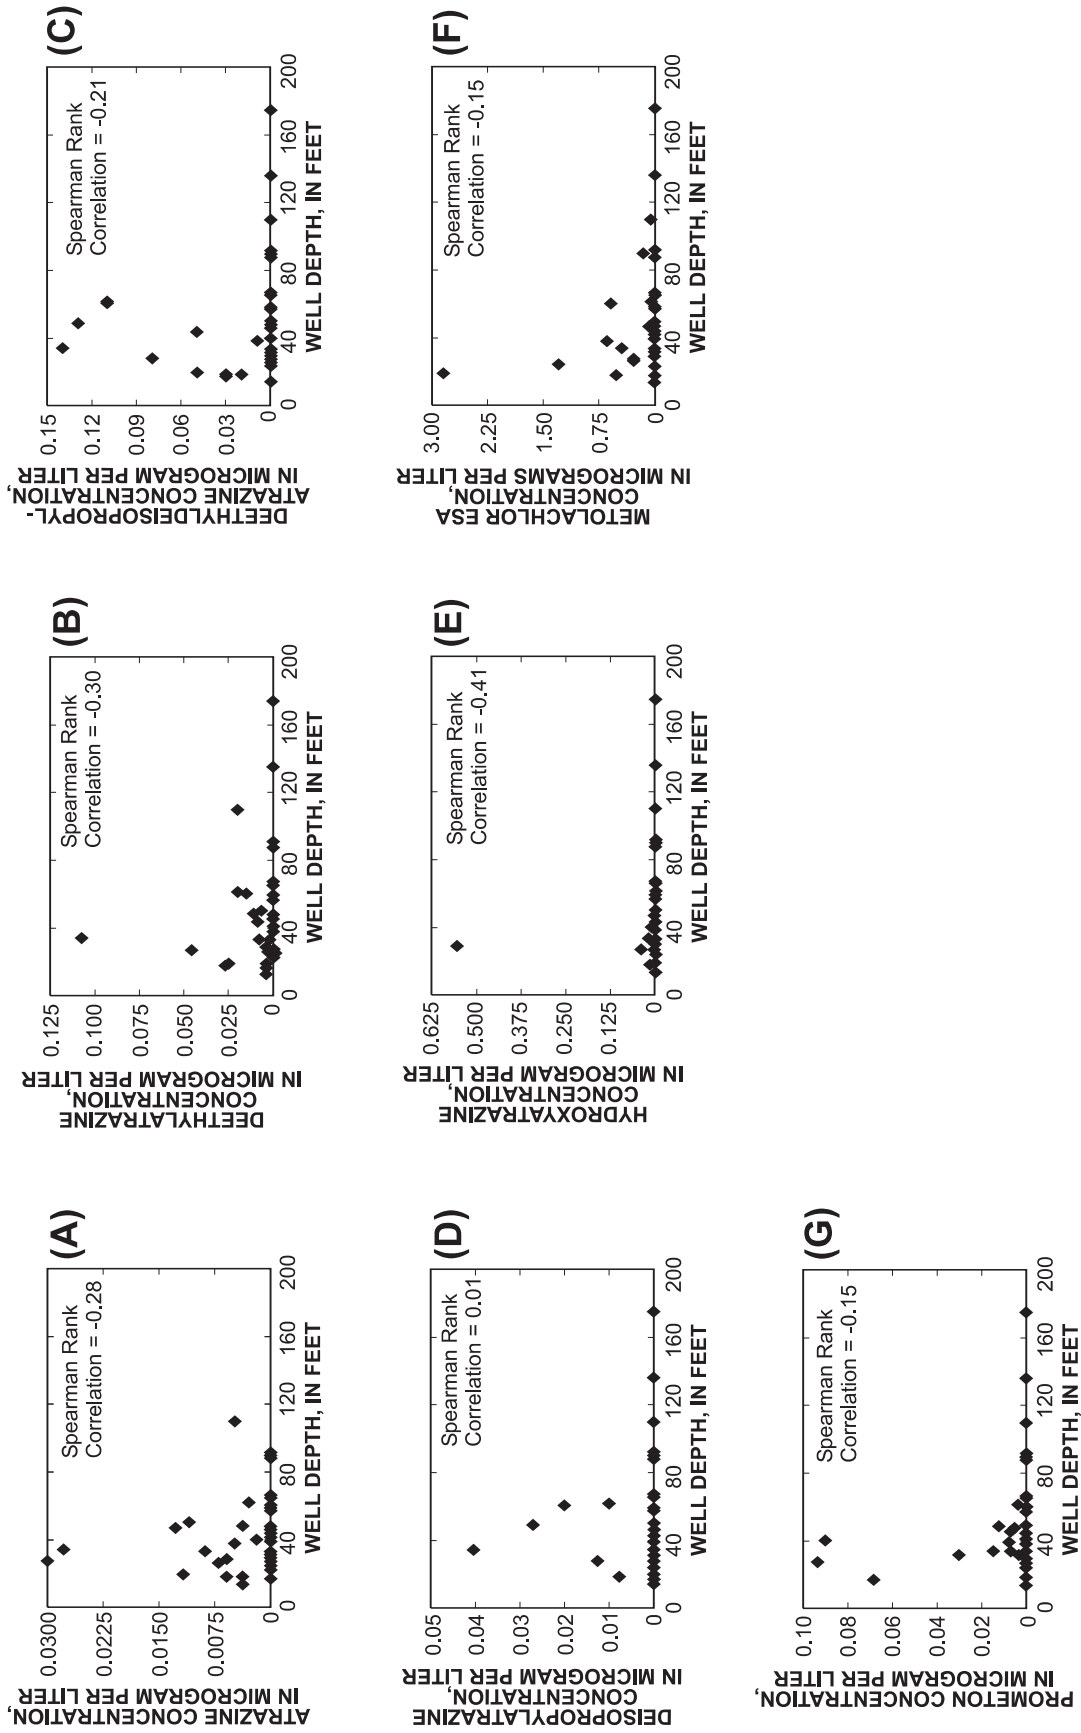 (A)
ATRAZINE CONCENTRATION,
IN MICROGRAM PER LITER
0.0300
0.0225
0.0150
0.0075
0
Spearman Rank
Correlation = -0.28
0 40 80 120 160 200
WELL DEPTH, IN FEET
(B)
DEETHYLATRAZINE
CONCENTRATION,
IN MICROGRAM PER LITER
0.125
0.100
0.075
0.050
0.025
0
Spearman Rank
Correlation = -0.30
0 40 80 120 160 200
WELL DEPTH, IN FEET
(C)
DEETHYLDEISOPROPYL-
ATRAZINE CONCENTRATION,
IN MICROGRAM PER LITER
0.15
0.12
0.09
0.06
0.03
0
Spearman Rank
Correlation = -0.21
0 40 80 120 160 200
WELL DEPTH, IN FEET
(D)
DEISOPROPYLATRAZINE
CONCENTRATION,
IN MICROGRAM PER LITER
0.05
0.04
0.03
0.02
0.01
0
Spearman Rank
Correlation = 0.01
0 40 80 120 160 200
WELL DEPTH, IN FEET
(E)
HYDROXYATRAZINE
CONCENTRATION,
IN MICROGRAM PER LITER
0.625
0.500
0.375
0.250
0.125
0
Spearman Rank
Correlation = -0.41
0 40 80 120 160 200
WELL DEPTH, IN FEET
(F)
METOLACHLOR ESA
CONCENTRATION,
IN MICROGRAMS PER LITER
3.00
2.25
1.50
0.75
0
Spearman Rank
Correlation = -0.15
0 40 80 120 160 200
WELL DEPTH, IN FEET
(G)
PROMETON CONCENTRATION,
IN MICROGRAM PER LITER
0.10
0.08
0.06
0.04
0.02
0
Spearman Rank
Correlation = -0.15
0 40 80 120 160 200
WELL DEPTH, IN FEET